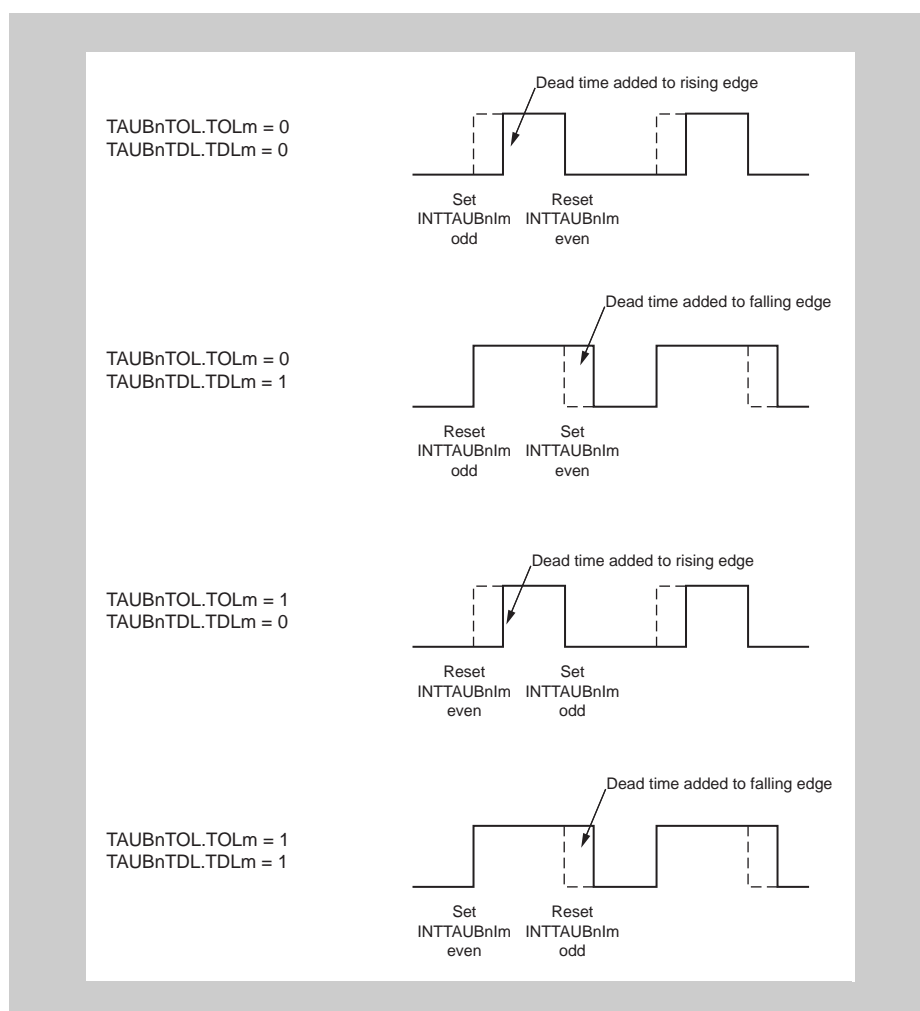 Dead time added to rising edge
TAUBnTOL.TOLm = 0
TAUBnTDL.TDLm = 0
Set Reset
INTTAUBnIm INTTAUBnIm
odd even
Dead time added to falling edge
TAUBnTOL.TOLm = 0
TAUBnTDL.TDLm = 1
Reset Set
INTTAUBnIm INTTAUBnIm
odd even
Dead time added to rising edge
TAUBnTOL.TOLm = 1
TAUBnTDL.TDLm = 0
Reset Set
INTTAUBnIm INTTAUBnIm
even odd
Dead time added to falling edge
TAUBnTOL.TOLm = 1
TAUBnTDL.TDLm = 1
Set Reset
INTTAUBnIm INTTAUBnIm
even odd